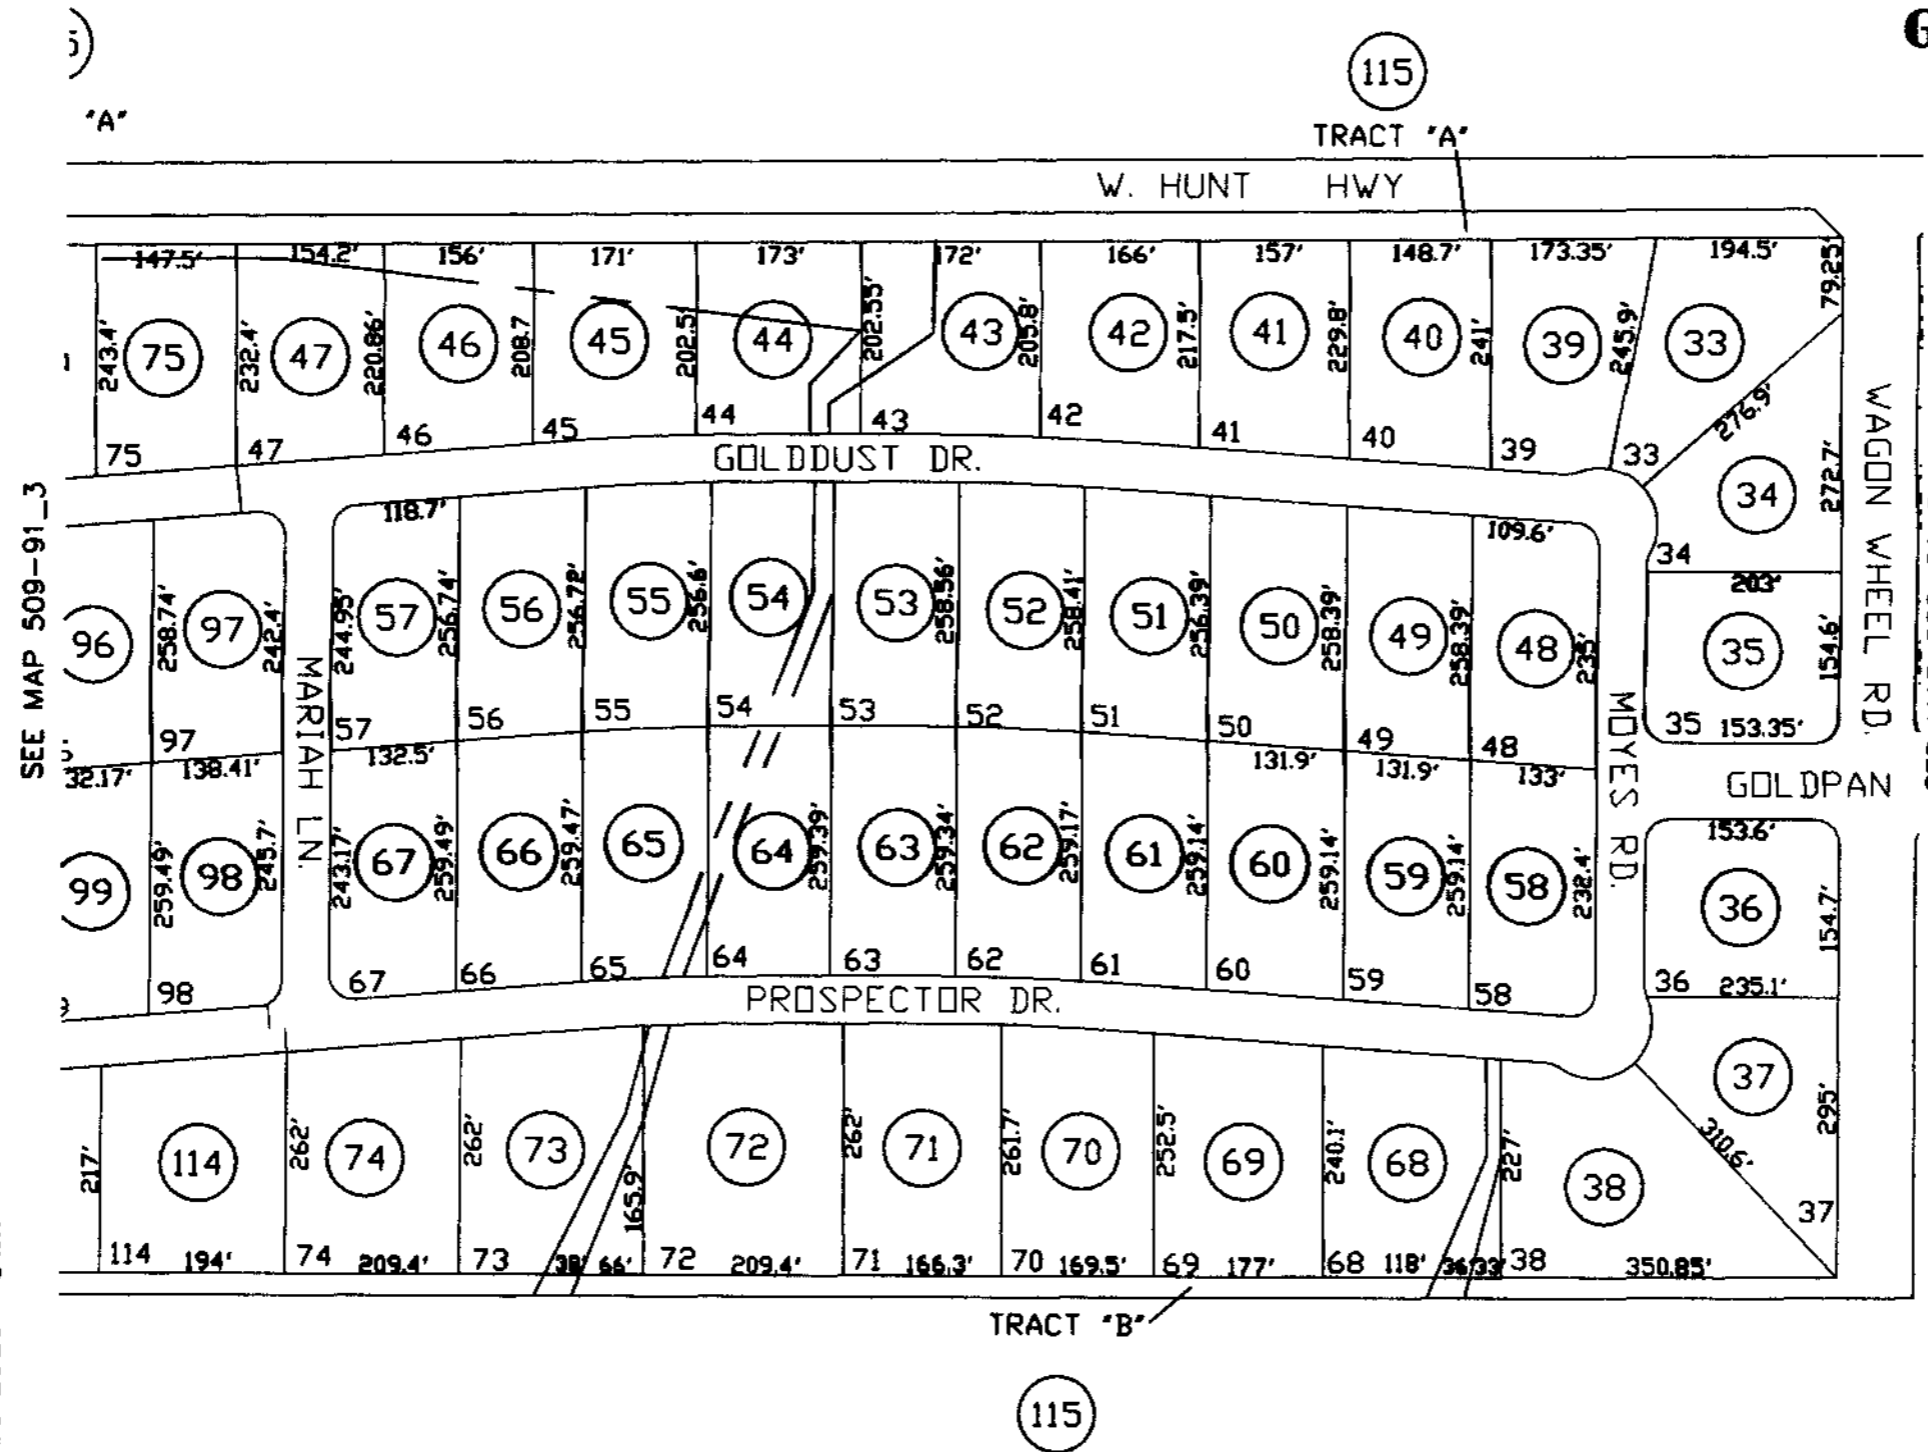 115
"A"
TRACT "A"
W. HUNT HWY
147.5' 154.2' 156' 171' 173' 172' 166' 157' 148.7' 173.35' 194.5'
79.25'
243.4' 75 232.4' 47 220.86' 46 208.7 45 202.5' 44 202.55' 43 205.8' 42 217.5' 41 229.8' 40 241' 39 245.9' 33
276.9'
75 47 46 45 44 43 42 41 40 39 33
GOLDDUST DR.
34 272.7'
WAGON WHEEL RD.
SEE MAP 509-91_3
118.7' 109.6'
34
203'
96 258.74' 97 242.4' 244.95' 57 256.74' 56 256.72' 55 256.6' 54 53 258.56' 52 258.41' 51 256.39' 50 258.39' 49 258.39' 48 235'
35 154.6'
MARIAH LN.
MOYES RD.
97 57 56 55 54 53 52 51 50 49 48
35 153.35'
32.17' 138.41' 132.5' 131.9' 131.9' 133'
GOLDPAN
153.6'
99 259.49' 98 245.7' 243.17' 67 259.49' 66 259.47' 65 64 259.39' 63 259.34' 62 259.17' 61 259.14' 60 259.14' 59 259.14' 58 232.4'
36 154.7'
98 67 66 65 64 63 62 61 60 59 58
36 235.1'
PROSPECTOR DR.
37 295'
310.6'
217' 114 262' 74 262' 73 165.9' 72 262' 71 261.7' 70 252.5' 69 240.1' 68 227' 38
37
114 194' 74 209.4' 73 38' 66' 72 209.4' 71 166.3' 70 169.5' 69 177' 68 118' 36' 33' 38 350.85'
TRACT "B"
115